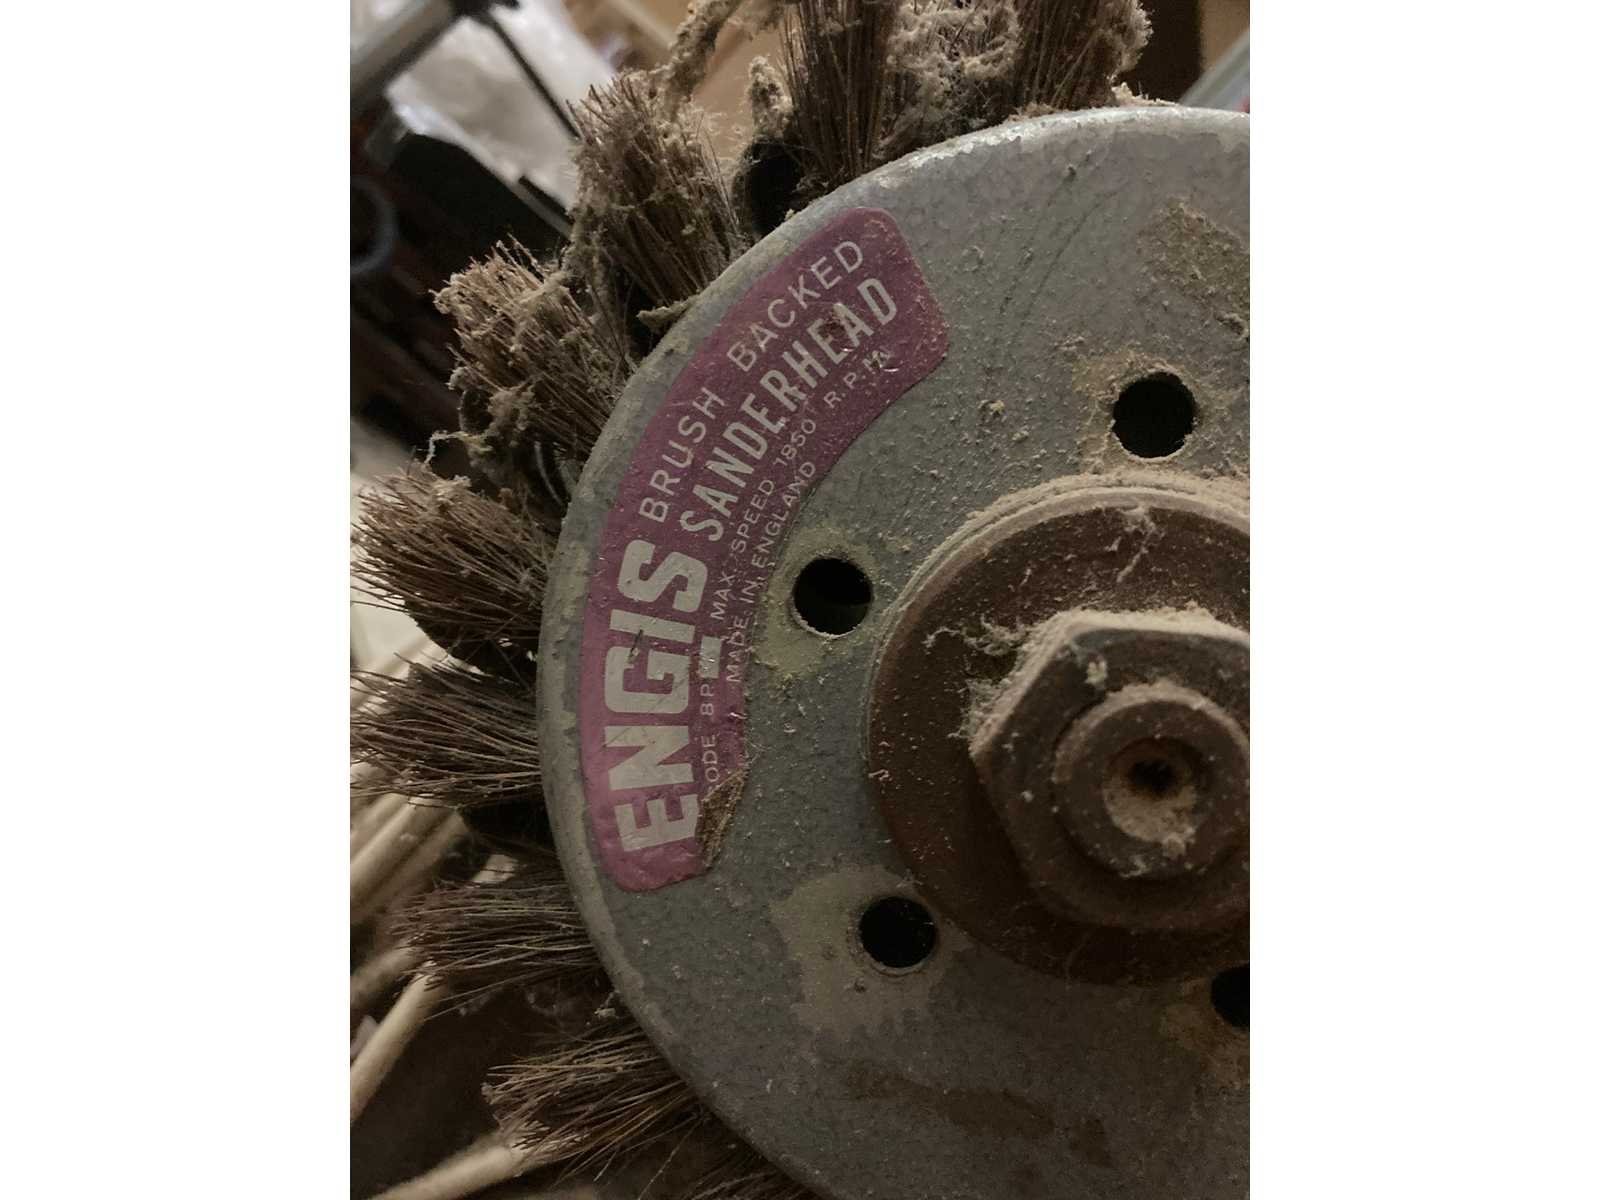 ENGIS BRUSH BACKED
SANDERHEAD
MAX. SPEED 1850 R.P.M
MADE IN ENGLAND